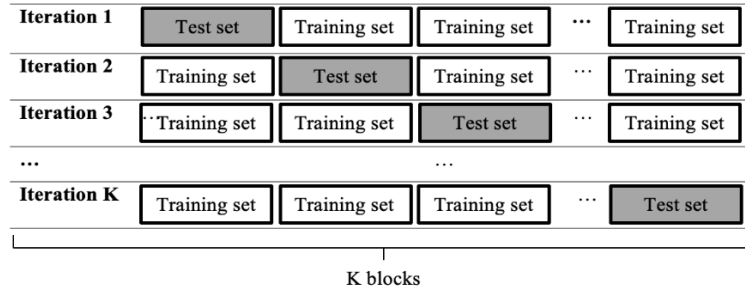 Iteration 1 Test set Training set Training set ... Training set
Iteration 2 Training set Test set Training set ... Training set
Iteration 3 ... Training set Training set Test set ... Training set
... ...
Iteration K Training set Training set Training set ... Test set
K blocks